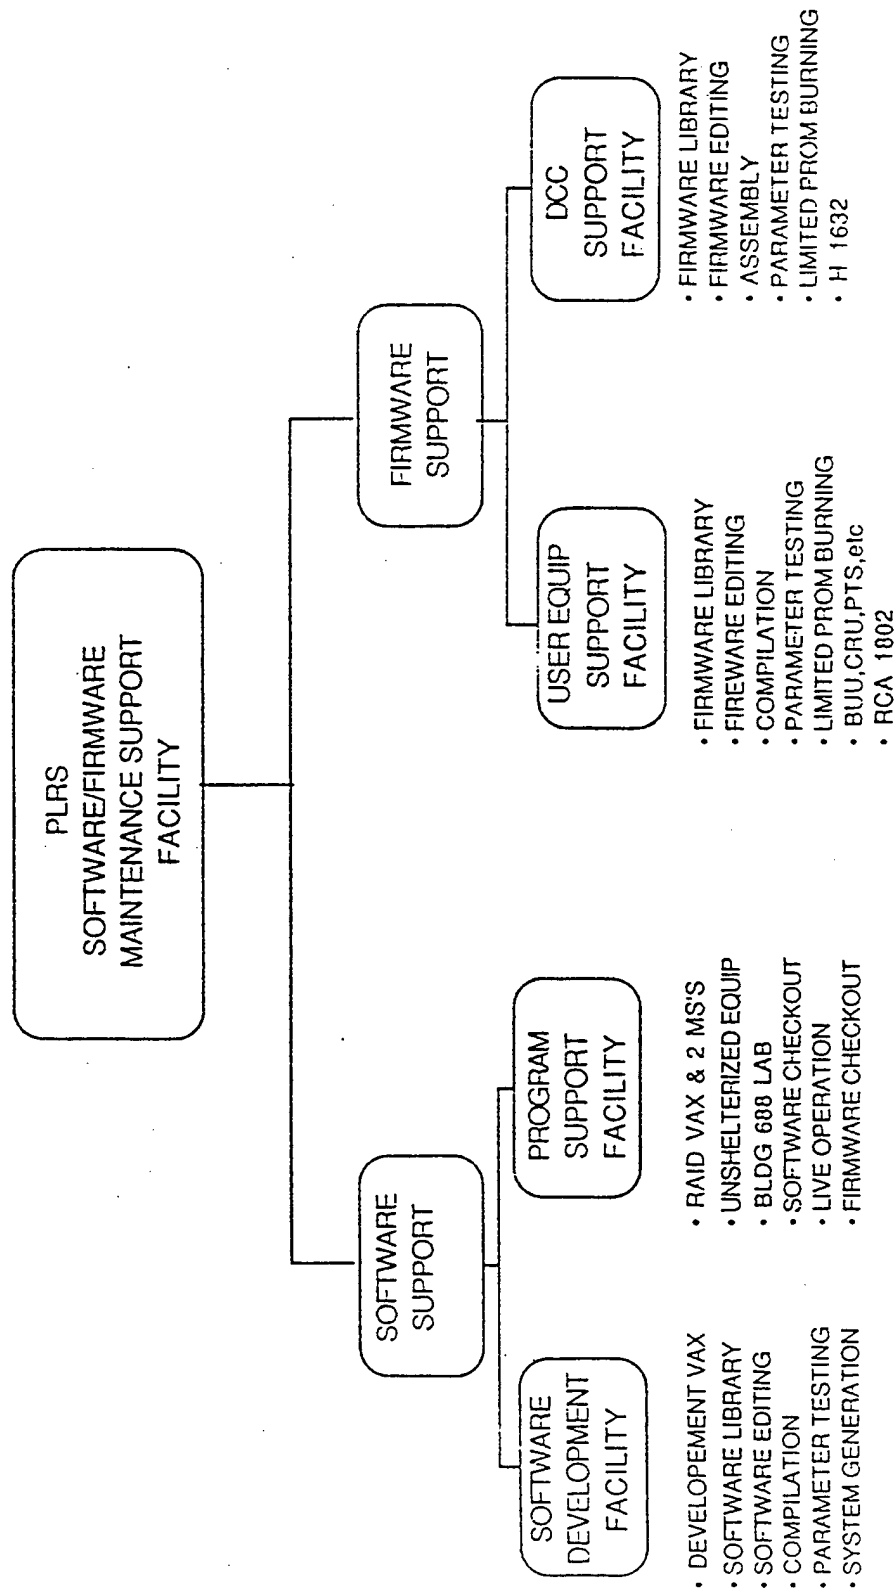 PLRS
SOFTWARE/FIRMWARE
MAINTENANCE SUPPORT
FACILITY
SOFTWARE
SUPPORT
FIRMWARE
SUPPORT
SOFTWARE
DEVELOPMENT
FACILITY
PROGRAM
SUPPORT
FACILITY
USER EQUIP
SUPPORT
FACILITY
DCC
SUPPORT
FACILITY
• DEVELOPEMENT VAX
• SOFTWARE LIBRARY
• SOFTWARE EDITING
• COMPILATION
• PARAMETER TESTING
• SYSTEM GENERATION
• RAID VAX & 2 MS'S
• UNSHELTERIZED EQUIP
• BLDG 688 LAB
• SOFTWARE CHECKOUT
• LIVE OPERATION
• FIRMWARE CHECKOUT
• FIRMWARE LIBRARY
• FIREWARE EDITING
• COMPILATION
• PARAMETER TESTING
• LIMITED PROM BURNING
• BUU,CRU,PTS,etc
• RCA 1802
• FIRMWARE LIBRARY
• FIRMWARE EDITING
• ASSEMBLY
• PARAMETER TESTING
• LIMITED PROM BURNING
• H 1632